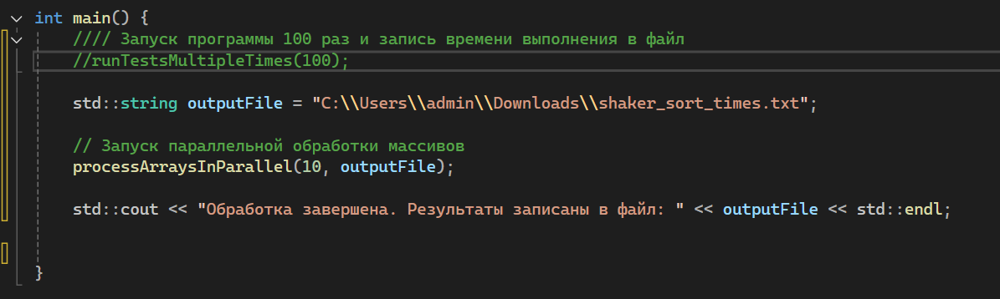 int main() {
//// Запуск программы 100 раз и запись времени выполнения в файл
//runTestsMultipleTimes(100);
std::string outputFile = "C:\\Users\\admin\\Downloads\\shaker_sort_times.txt";
// Запуск параллельной обработки массивов
processArraysInParallel(10, outputFile);
std::cout << "Обработка завершена. Результаты записаны в файл: " << outputFile << std::endl;
}